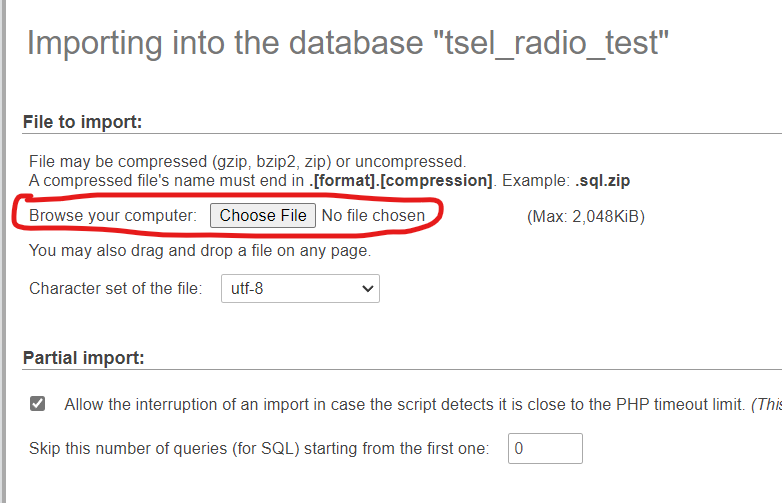 Importing into the database "tsel_radio_test"
File to import:
File may be compressed (gzip, bzip2, zip) or uncompressed.
A compressed file's name must end in .[format].[compression]. Example: .sql.zip
Browse your computer: Choose File No file chosen (Max: 2,048KiB)
You may also drag and drop a file on any page.
Character set of the file: utf-8
Partial import:
Allow the interruption of an import in case the script detects it is close to the PHP timeout limit. (This
Skip this number of queries (for SQL) starting from the first one: 0